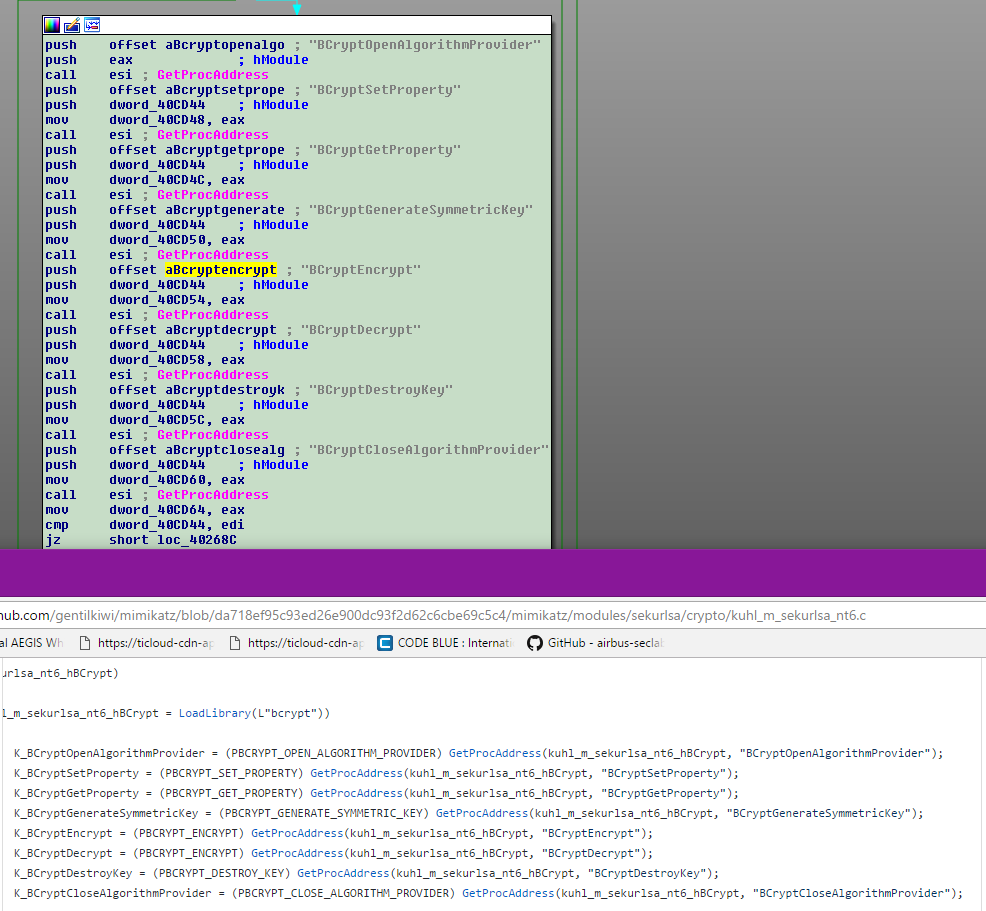 push    offset aBcryptopenalgo ; "BCryptOpenAlgorithmProvider"
push    eax             ; hModule
call    esi ; GetProcAddress
push    offset aBcryptsetprope ; "BCryptSetProperty"
push    dword_40CD44    ; hModule
mov     dword_40CD48, eax
call    esi ; GetProcAddress
push    offset aBcryptgetprope ; "BCryptGetProperty"
push    dword_40CD44    ; hModule
mov     dword_40CD4C, eax
call    esi ; GetProcAddress
push    offset aBcryptgenerate ; "BCryptGenerateSymmetricKey"
push    dword_40CD44    ; hModule
mov     dword_40CD50, eax
call    esi ; GetProcAddress
push    offset aBcryptencrypt ; "BCryptEncrypt"
push    dword_40CD44    ; hModule
mov     dword_40CD54, eax
call    esi ; GetProcAddress
push    offset aBcryptdecrypt ; "BCryptDecrypt"
push    dword_40CD44    ; hModule
mov     dword_40CD58, eax
call    esi ; GetProcAddress
push    offset aBcryptdestroyk ; "BCryptDestroyKey"
push    dword_40CD44    ; hModule
mov     dword_40CD5C, eax
call    esi ; GetProcAddress
push    offset aBcryptclosealg ; "BCryptCloseAlgorithmProvider"
push    dword_40CD44    ; hModule
mov     dword_40CD60, eax
call    esi ; GetProcAddress
mov     dword_40CD64, eax
cmp     dword_40CD44, edi
jz      short loc_40268C
hub.com/gentilkiwi/mimikatz/blob/da718ef95c93ed26e900dc93f2d62c6cbe69c5c4/mimikatz/modules/sekurlsa/crypto/kuhl_m_sekurlsa_nt6.c
al AEGIS Wh https://ticloud-cdn-ap https://ticloud-cdn-ap CODE BLUE : Internati GitHub - airbus-seclab
urlsa_nt6_hBCrypt)
l_m_sekurlsa_nt6_hBCrypt = LoadLibrary(L"bcrypt"))
K_BCryptOpenAlgorithmProvider = (PBCRYPT_OPEN_ALGORITHM_PROVIDER) GetProcAddress(kuhl_m_sekurlsa_nt6_hBCrypt, "BCryptOpenAlgorithmProvider");
K_BCryptSetProperty = (PBCRYPT_SET_PROPERTY) GetProcAddress(kuhl_m_sekurlsa_nt6_hBCrypt, "BCryptSetProperty");
K_BCryptGetProperty = (PBCRYPT_GET_PROPERTY) GetProcAddress(kuhl_m_sekurlsa_nt6_hBCrypt, "BCryptGetProperty");
K_BCryptGenerateSymmetricKey = (PBCRYPT_GENERATE_SYMMETRIC_KEY) GetProcAddress(kuhl_m_sekurlsa_nt6_hBCrypt, "BCryptGenerateSymmetricKey");
K_BCryptEncrypt = (PBCRYPT_ENCRYPT) GetProcAddress(kuhl_m_sekurlsa_nt6_hBCrypt, "BCryptEncrypt");
K_BCryptDecrypt = (PBCRYPT_ENCRYPT) GetProcAddress(kuhl_m_sekurlsa_nt6_hBCrypt, "BCryptDecrypt");
K_BCryptDestroyKey = (PBCRYPT_DESTROY_KEY) GetProcAddress(kuhl_m_sekurlsa_nt6_hBCrypt, "BCryptDestroyKey");
K_BCryptCloseAlgorithmProvider = (PBCRYPT_CLOSE_ALGORITHM_PROVIDER) GetProcAddress(kuhl_m_sekurlsa_nt6_hBCrypt, "BCryptCloseAlgorithmProvider");